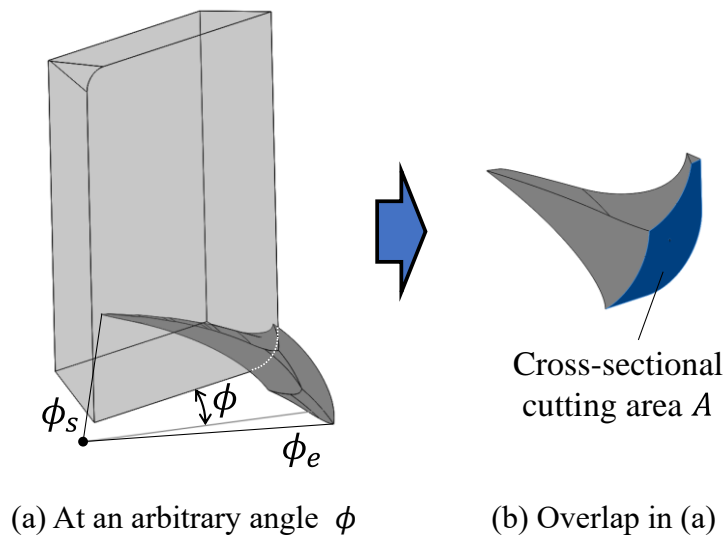 ϕₛ
ϕ
ϕₑ
Cross-sectional
cutting area A
(a) At an arbitrary angle ϕ
(b) Overlap in (a)